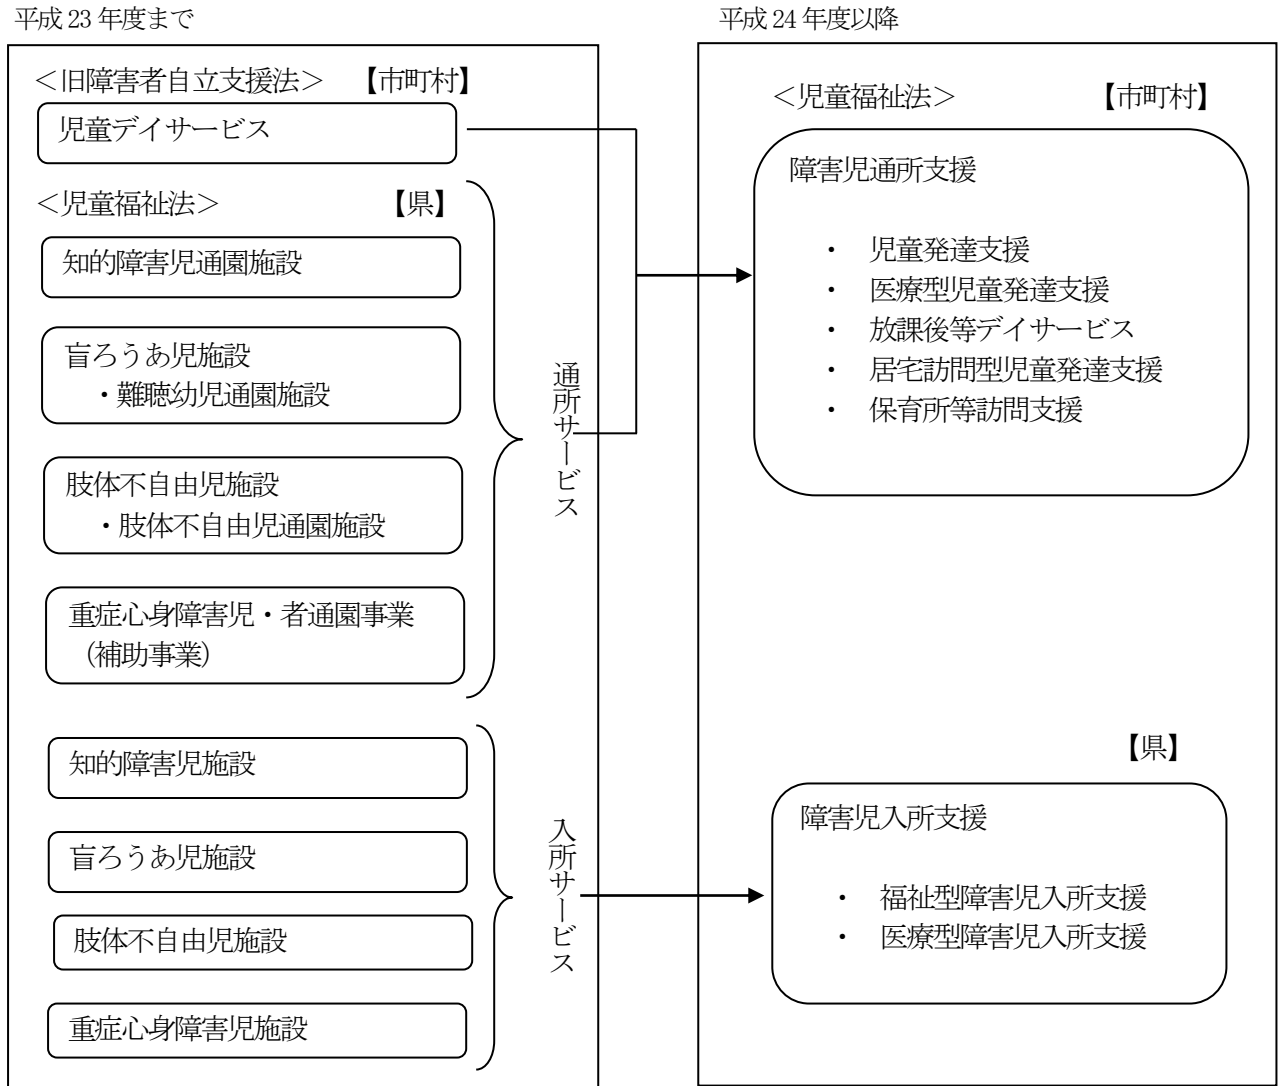 平成 23 年度まで
＜旧障害者自立支援法＞ 【市町村】
児童デイサービス
＜児童福祉法＞ 【県】
知的障害児通園施設
盲ろうあ児施設
・難聴幼児通園施設
肢体不自由児施設
・肢体不自由児通園施設
重症心身障害児・者通園事業
（補助事業）
通所サービス
知的障害児施設
盲ろうあ児施設
肢体不自由児施設
重症心身障害児施設
入所サービス
平成 24 年度以降
＜児童福祉法＞ 【市町村】
障害児通所支援
・ 児童発達支援
・ 医療型児童発達支援
・ 放課後等デイサービス
・ 居宅訪問型児童発達支援
・ 保育所等訪問支援
【県】
障害児入所支援
・ 福祉型障害児入所支援
・ 医療型障害児入所支援